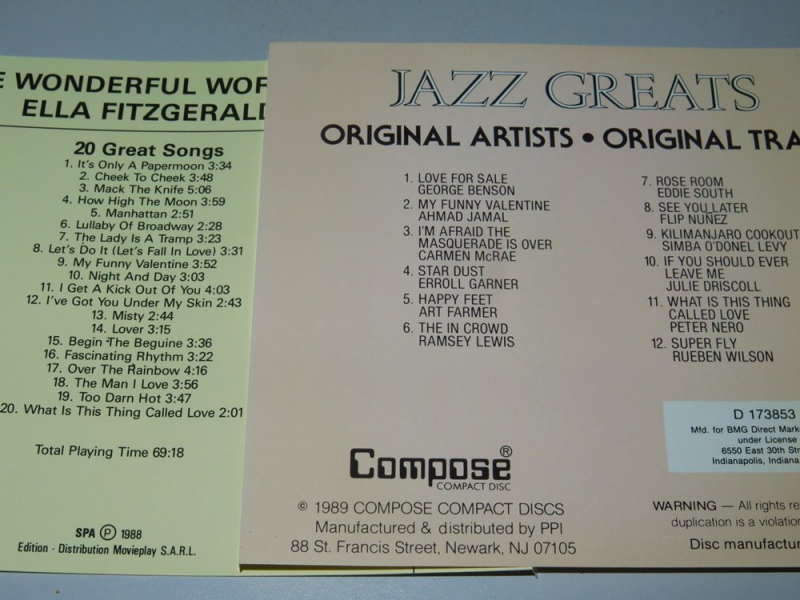 WONDERFUL
ELLA FITZGERALD
20 Great Songs
1. It's Only A Papermoon 3:34
2. Cheek To Cheek 3:48
3. Mack The Knife 5:06
4. How High The Moon 3:59
5. Manhattan 2:51
6. Lullaby Of Broadway 2:28
7. The Lady Is A Tramp 3:23
8. Let's Do It (Let's Fall In Love) 3:31
9. My Funny Valentine 3:52
10. Night And Day 3:03
11. I Get A Kick Out Of You 4:03
12. I've Got You Under My Skin 2:43
13. Misty 2:44
14. Lover 3:15
15. Begin The Beguine 3:36
16. Fascinating Rhythm 3:22
17. Over The Rainbow 4:16
18. The Man I Love 3:56
19. Too Darn Hot 3:47
20. What Is This Thing Called Love 2:01
Total Playing Time 69:18
SPA Ⓟ 1988
Edition - Distribution Movieplay S.A.R.L.
JAZZ GREATS
ORIGINAL ARTISTS • ORIGINAL TRA
1. LOVE FOR SALE
GEORGE BENSON
2. MY FUNNY VALENTINE
AHMAD JAMAL
3. I'M AFRAID THE
MASQUERADE IS OVER
CARMEN McRAE
4. STAR DUST
ERROLL GARNER
5. HAPPY FEET
ART FARMER
6. THE IN CROWD
RAMSEY LEWIS
7. ROSE ROOM
EDDIE SOUTH
8. SEE YOU LATER
FLIP NUÑEZ
9. KILIMANJARO COOKOUT
SIMBA O'DONEL LEVY
10. IF YOU SHOULD EVER
LEAVE ME
JULIE DRISCOLL
11. WHAT IS THIS THING
CALLED LOVE
PETER NERO
12. SUPER FLY
RUEBEN WILSON
D 173853
Mfd. for BMG Direct Mark
under License
6550 East 30th Str
Indianapolis, Indiana
Compose®
COMPACT DISC
© 1989 COMPOSE COMPACT DISCS
Manufactured & distributed by PPI
88 St. Francis Street, Newark, NJ 07105
WARNING — All rights re
duplication is a violatio
Disc manufactur